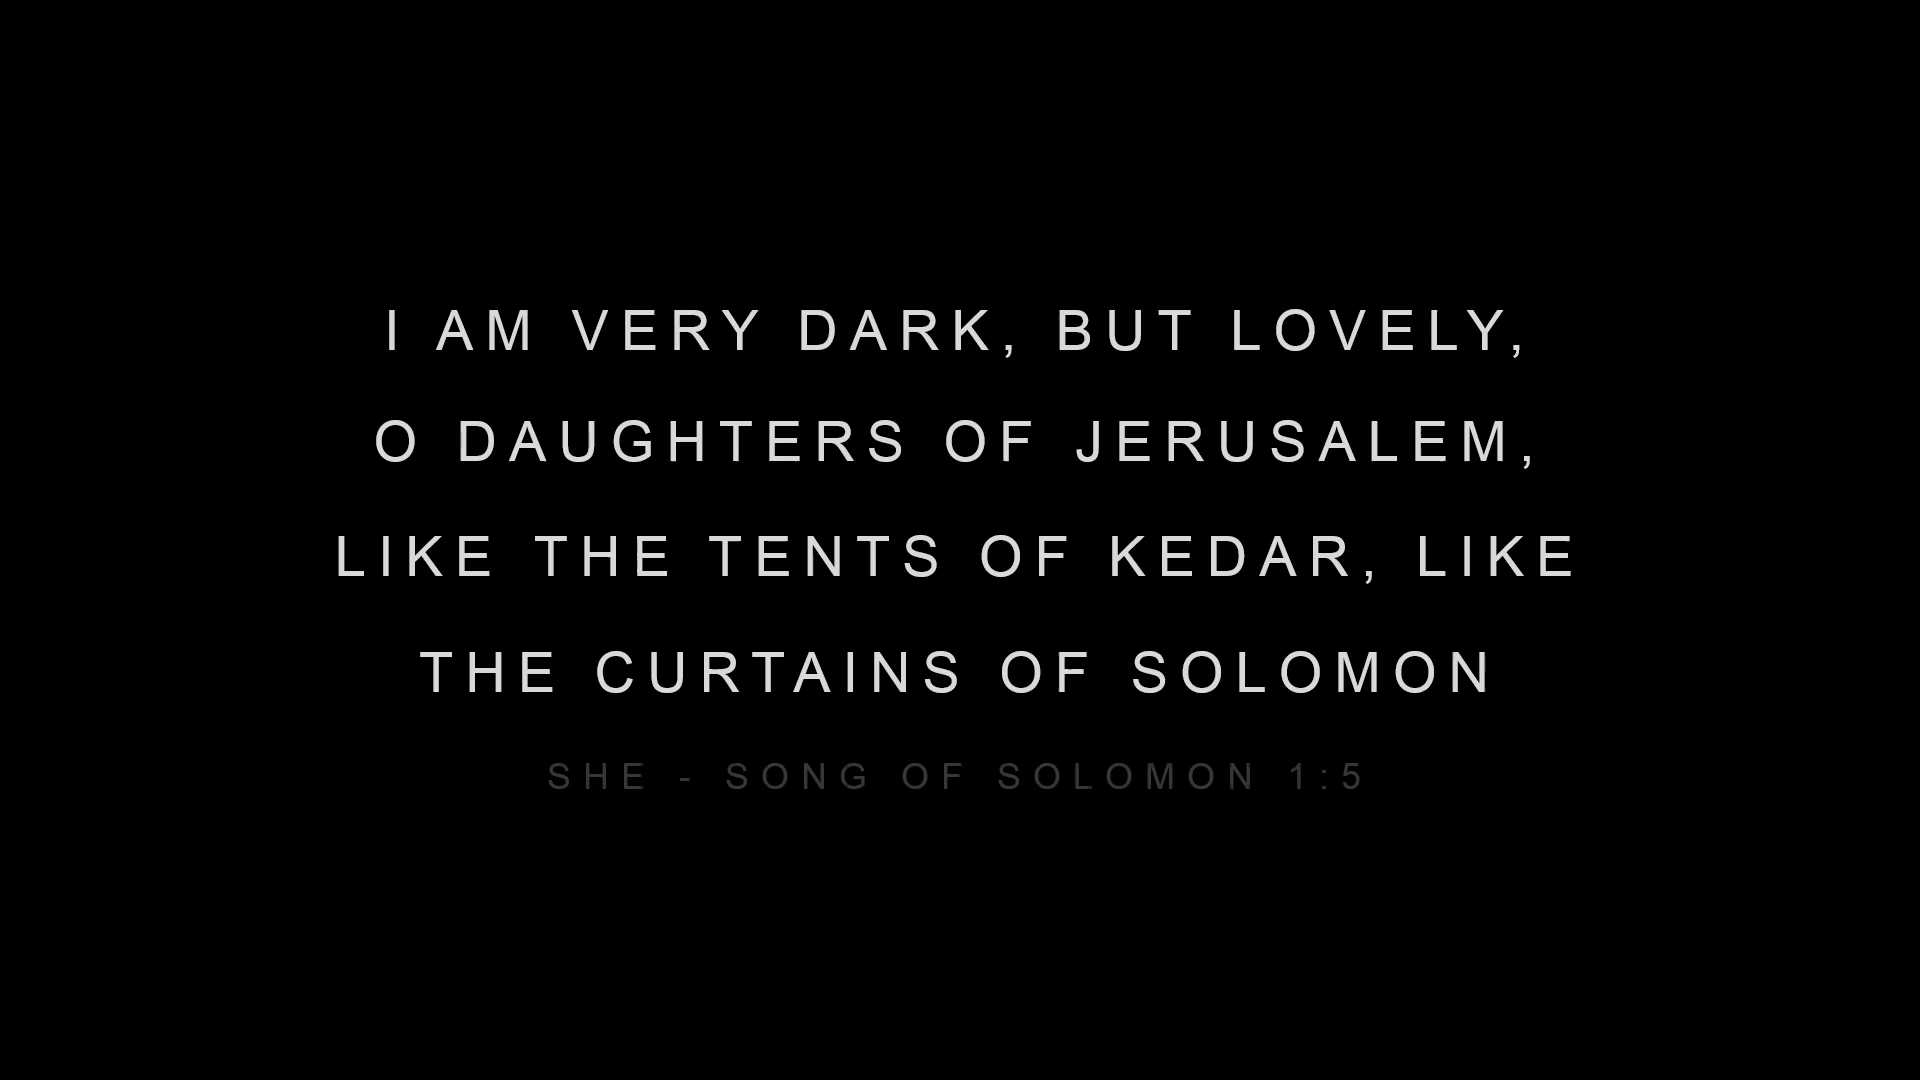 I AM VERY DARK, BUT LOVELY,
O DAUGHTERS OF JERUSALEM,
LIKE THE TENTS OF KEDAR, LIKE
THE CURTAINS OF SOLOMON
SHE - SONG OF SOLOMON 1:5